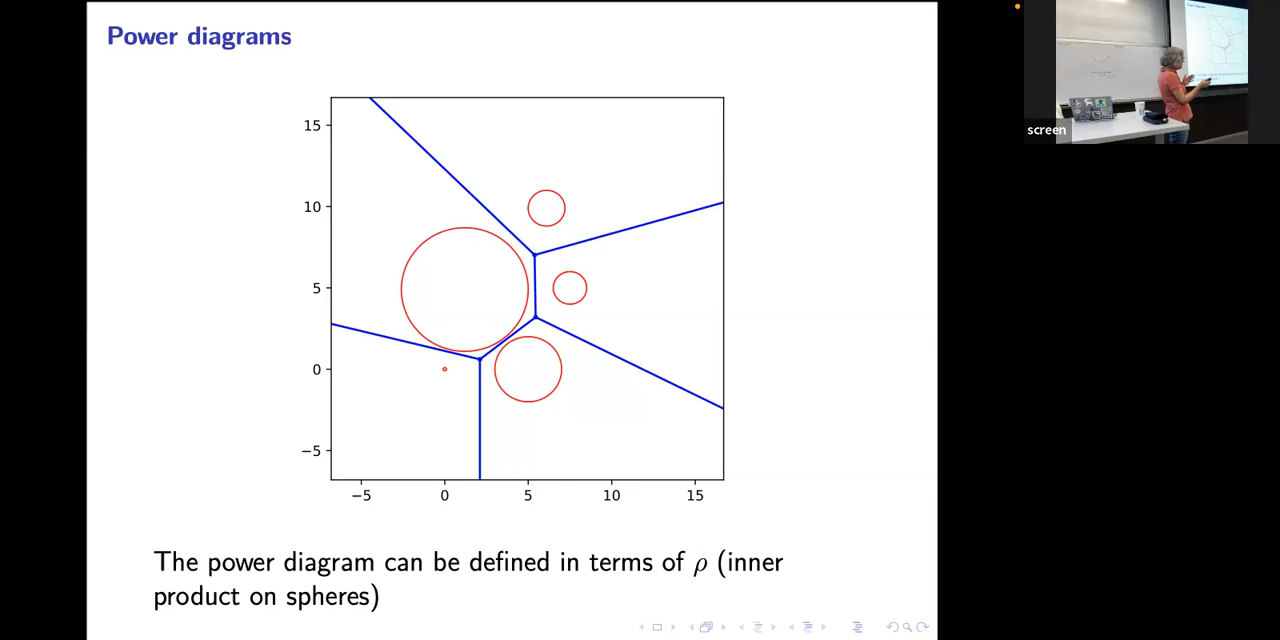 Power diagrams
15
10
5
0
−5
−5 0 5 10 15
The power diagram can be defined in terms of ρ (inner
product on spheres)
screen